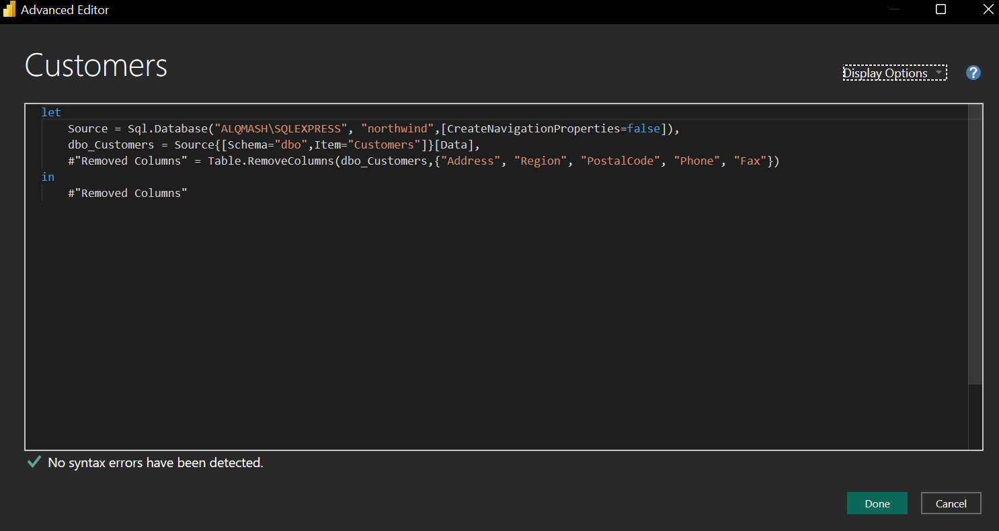 Advanced Editor
Customers
Display Options
?
let
    Source = Sql.Database("ALQMASH\SQLEXPRESS", "northwind",[CreateNavigationProperties=false]),
    dbo_Customers = Source{[Schema="dbo",Item="Customers"]}[Data],
    #"Removed Columns" = Table.RemoveColumns(dbo_Customers,{"Address", "Region", "PostalCode", "Phone", "Fax"})
in
    #"Removed Columns"
No syntax errors have been detected.
Done
Cancel